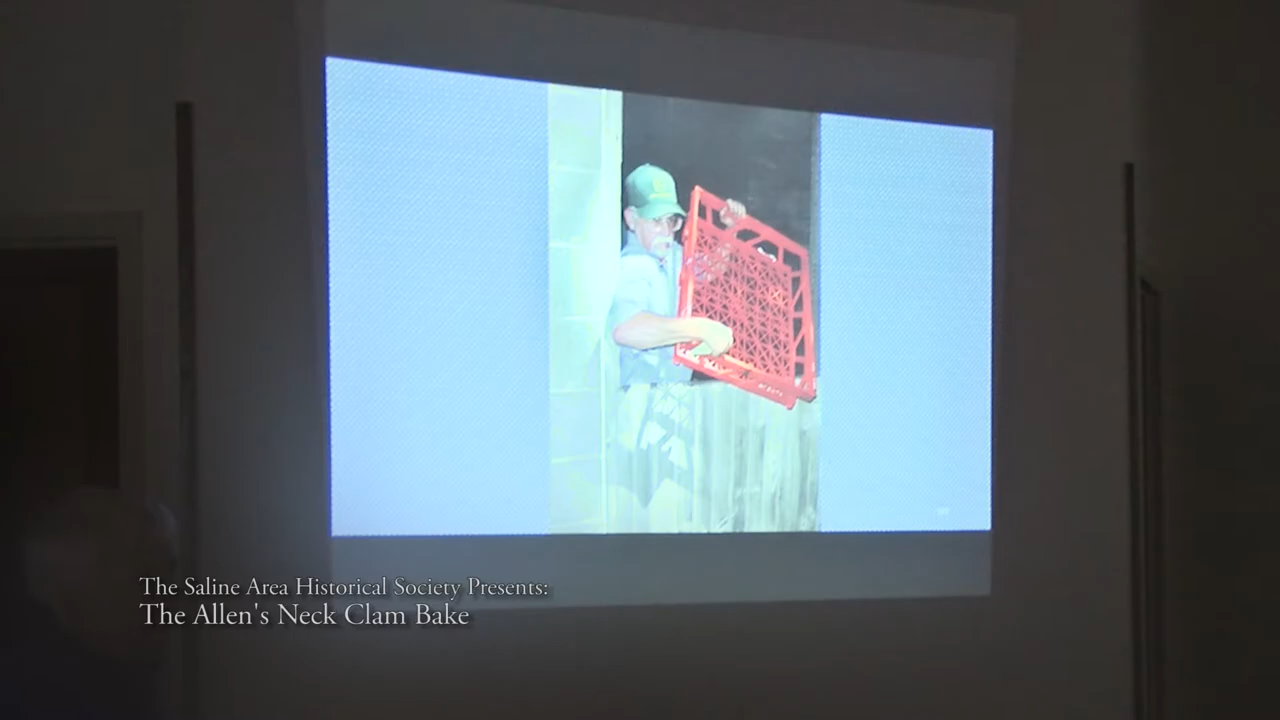 The Saline Area Historical Society Presents:
The Allen's Neck Clam Bake